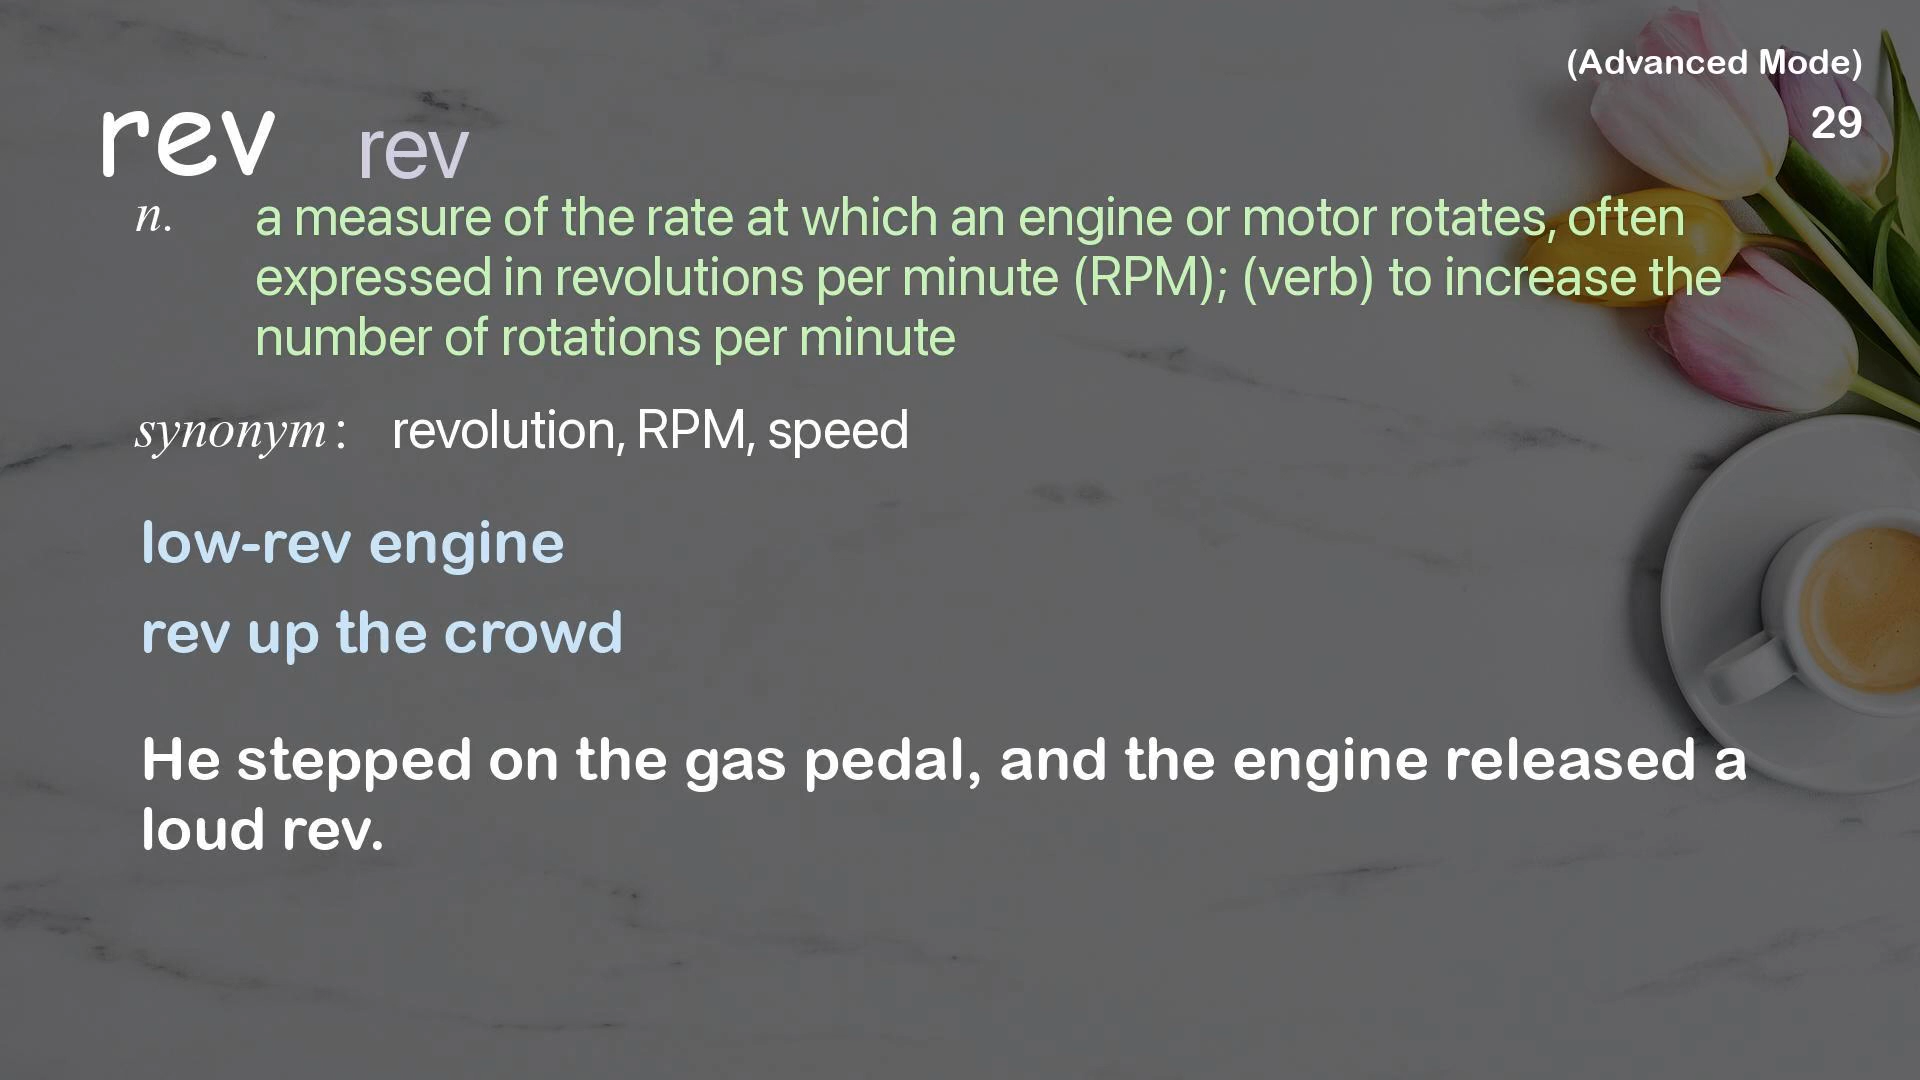 (Advanced Mode)
29
rev rev
n. a measure of the rate at which an engine or motor rotates, often
expressed in revolutions per minute (RPM); (verb) to increase the
number of rotations per minute
synonym: revolution, RPM, speed
low-rev engine
rev up the crowd
He stepped on the gas pedal, and the engine released a
loud rev.